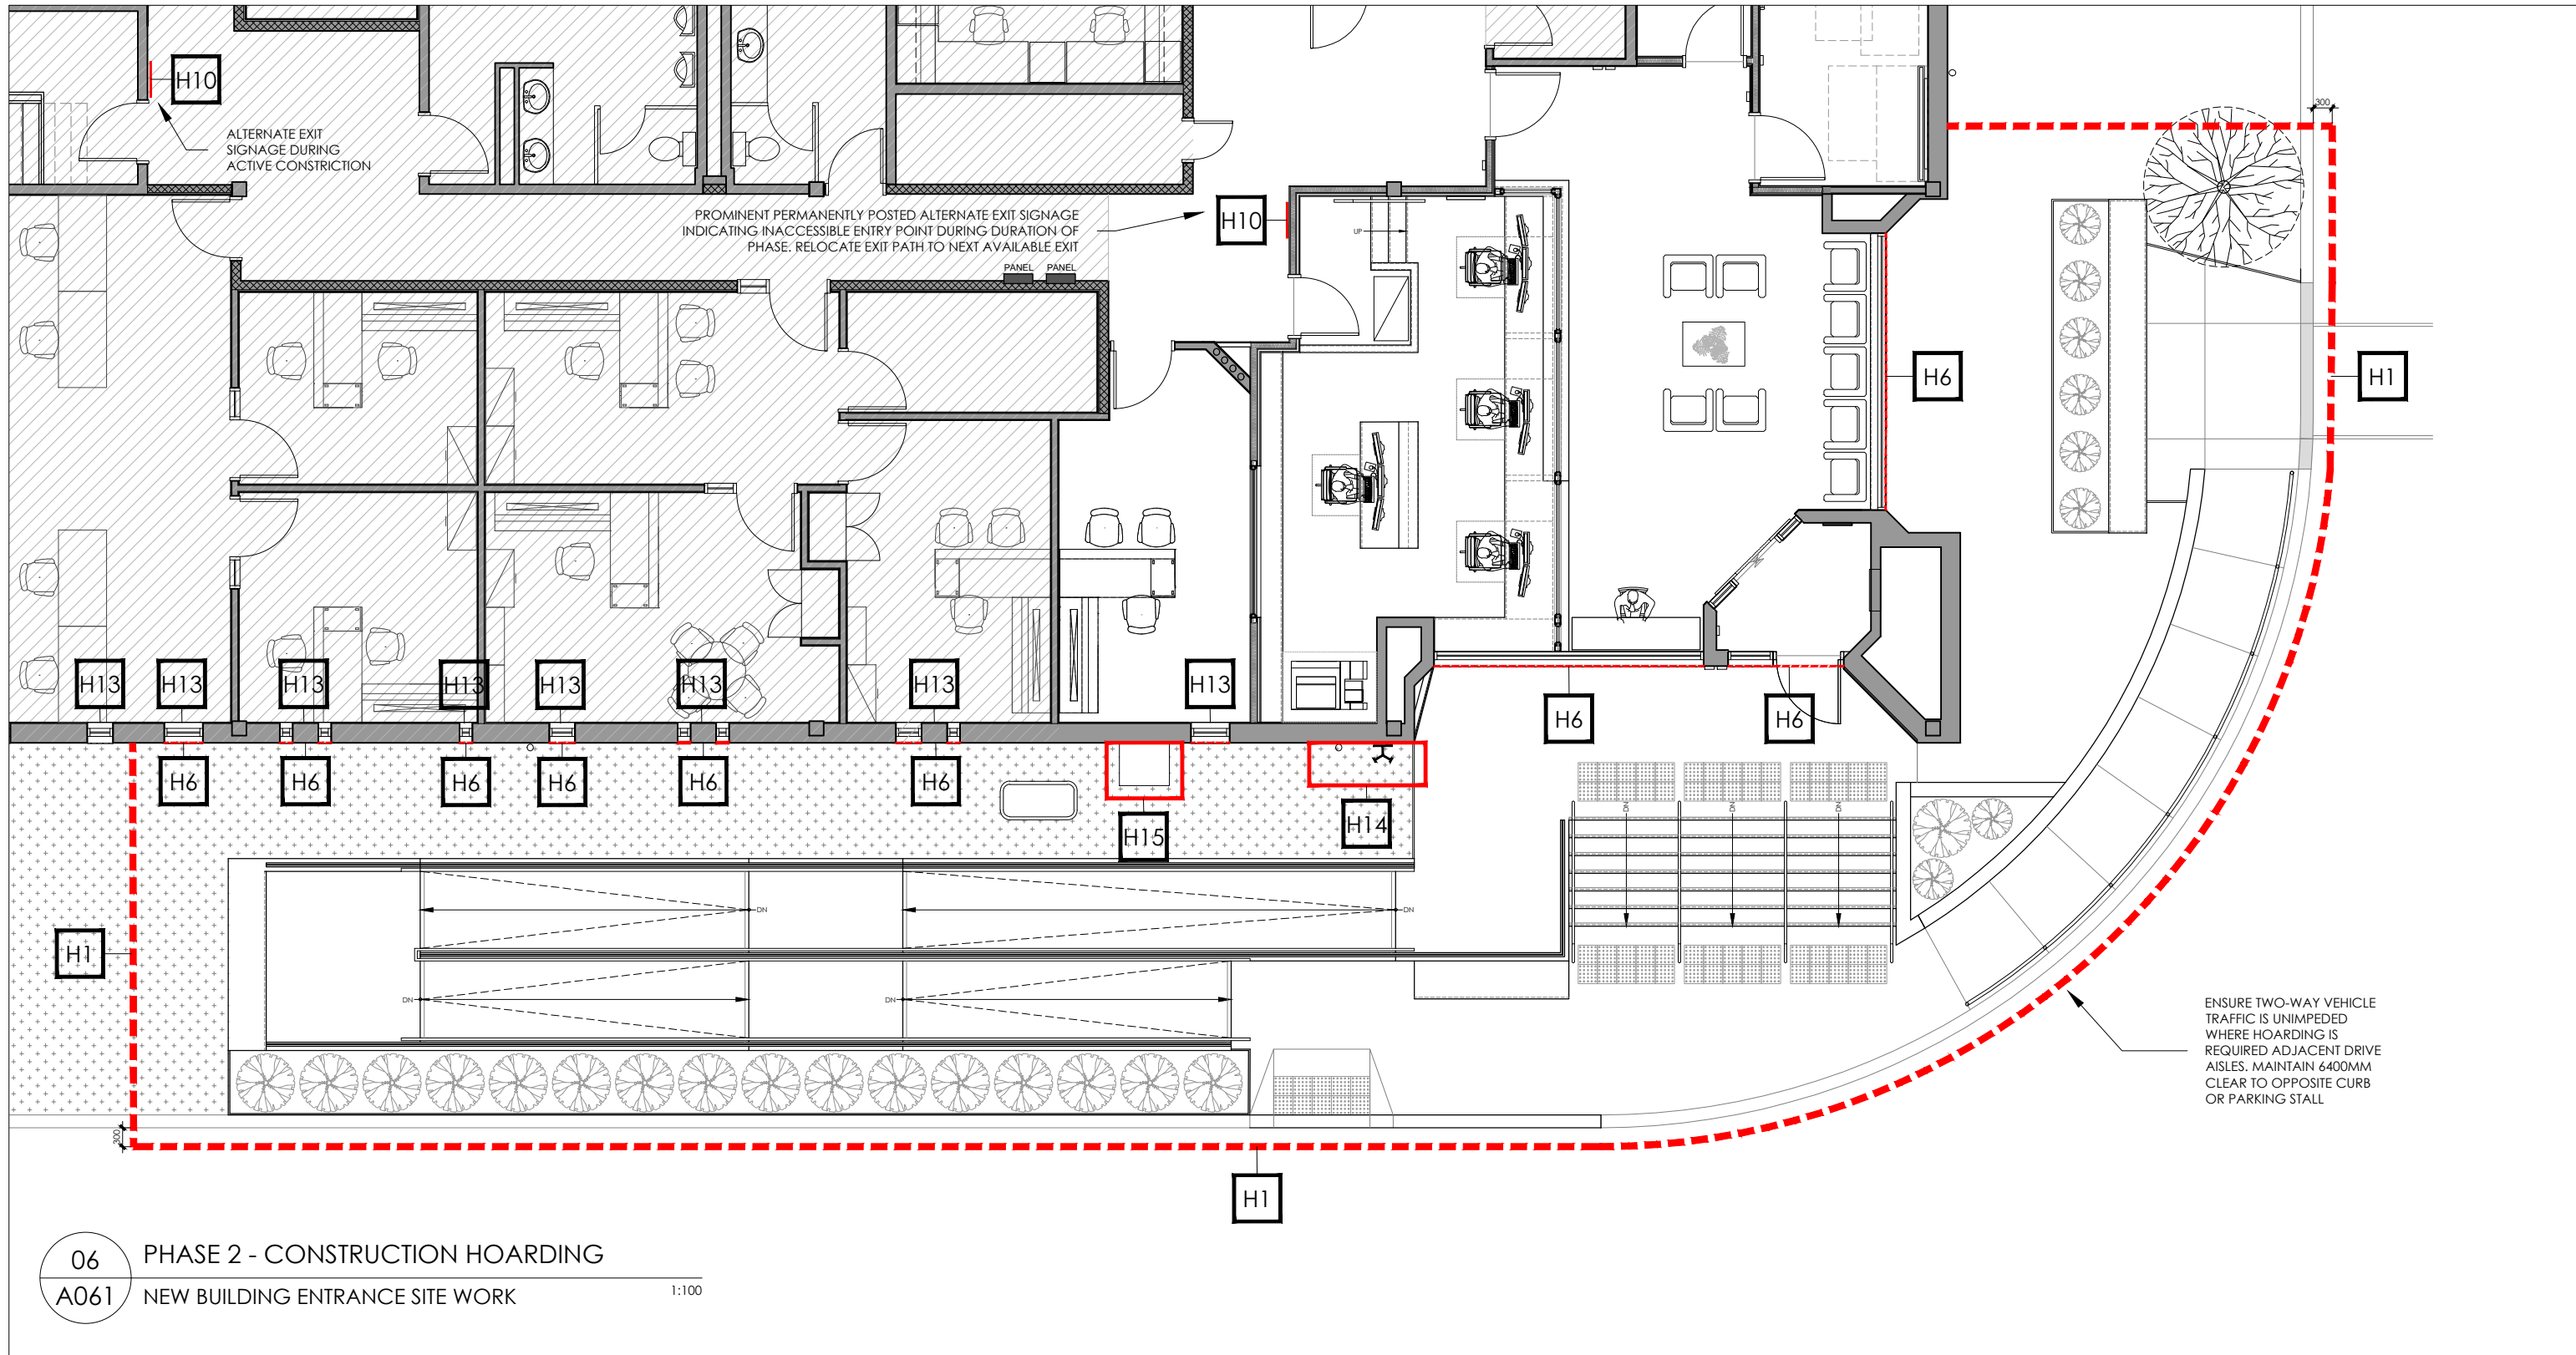 H10
ALTERNATE EXIT
SIGNAGE DURING
ACTIVE CONSTRICTION
PROMINENT PERMANENTLY POSTED ALTERNATE EXIT SIGNAGE
INDICATING INACCESSIBLE ENTRY POINT DURING DURATION OF
PHASE. RELOCATE EXIT PATH TO NEXT AVAILABLE EXIT
H10
UP
PANEL PANEL
300
H6
H1
H13 H13 H13 H13 H13 H13 H13 H13
H6 H6
H6 H6 H6 H6 H6 H6
H15
H14
DN DN DN
DN DN
H1
DN DN
ENSURE TWO-WAY VEHICLE
TRAFFIC IS UNIMPEDED
WHERE HOARDING IS
REQUIRED ADJACENT DRIVE
AISLES. MAINTAIN 6400MM
CLEAR TO OPPOSITE CURB
OR PARKING STALL
300
H1
06
A061
PHASE 2 - CONSTRUCTION HOARDING
NEW BUILDING ENTRANCE SITE WORK
1:100